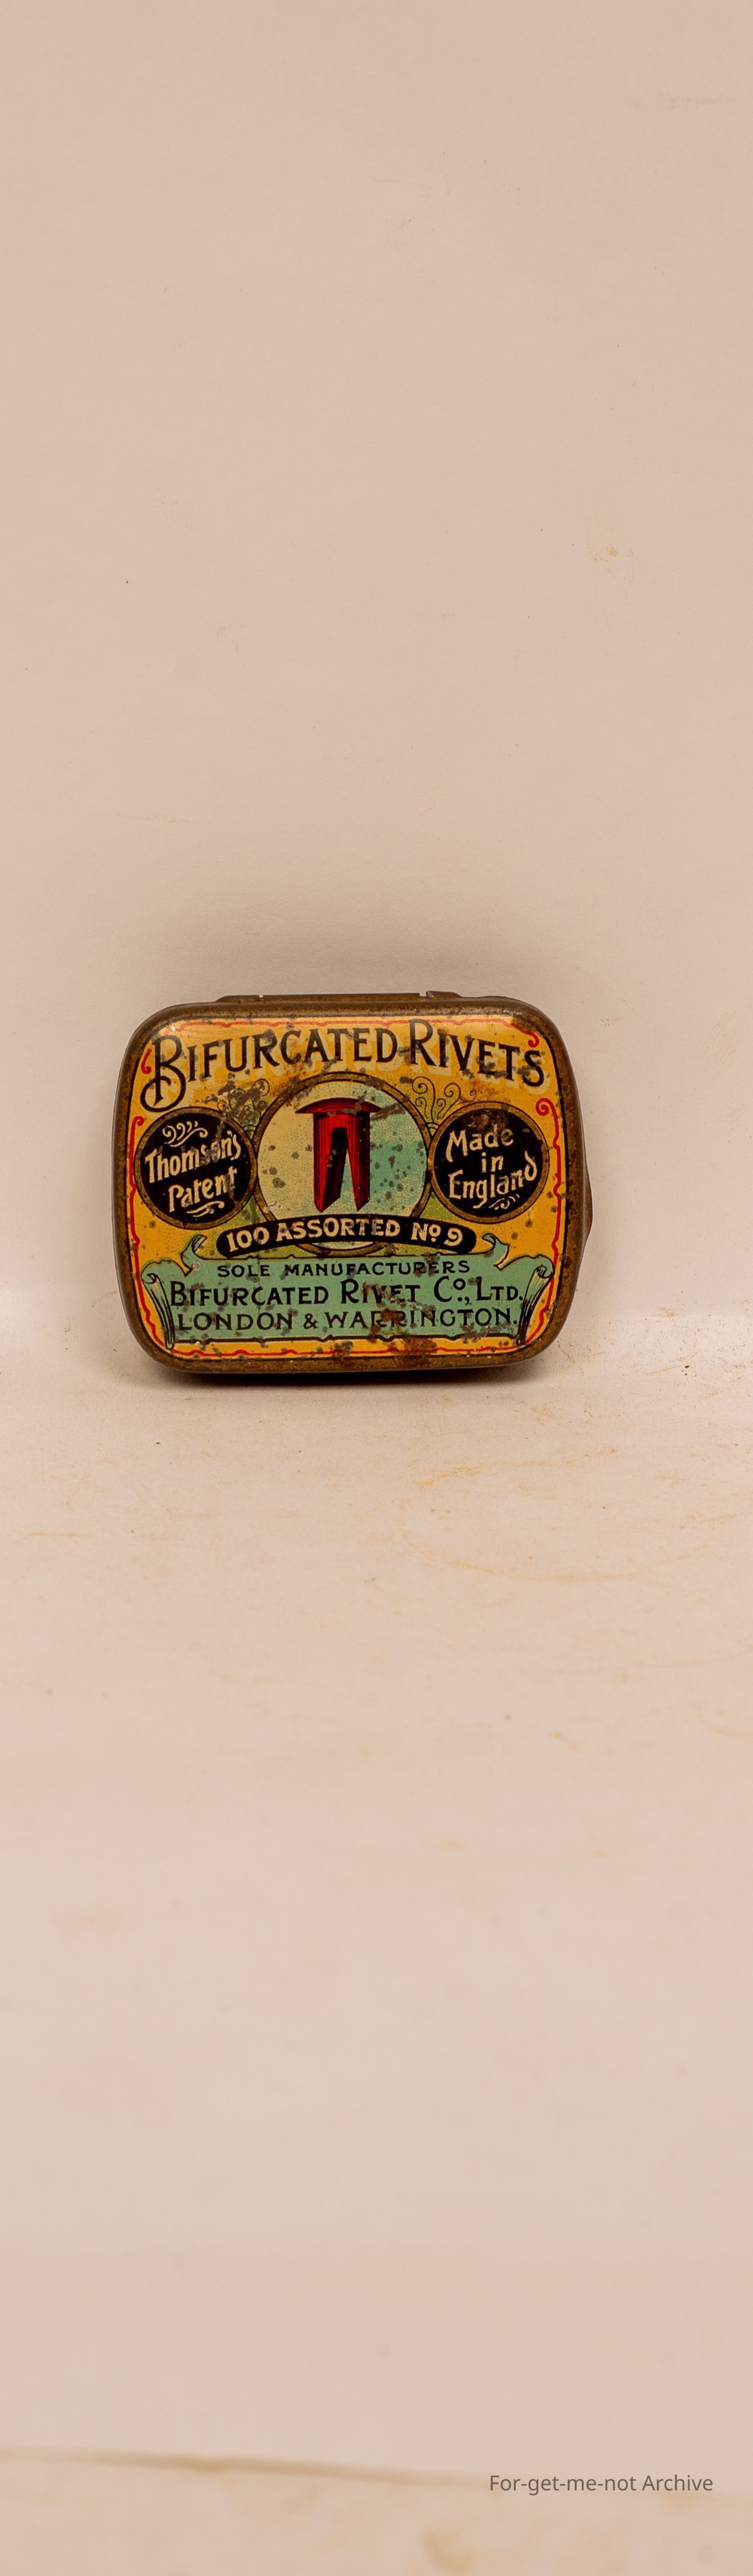 BIFURCATED RIVETS
Thomson's
Patent
Made
in
England
100 ASSORTED No 9
SOLE MANUFACTURERS
BIFURCATED RIVET Co., LTD.
LONDON & WARRINGTON.
For-get-me-not Archive